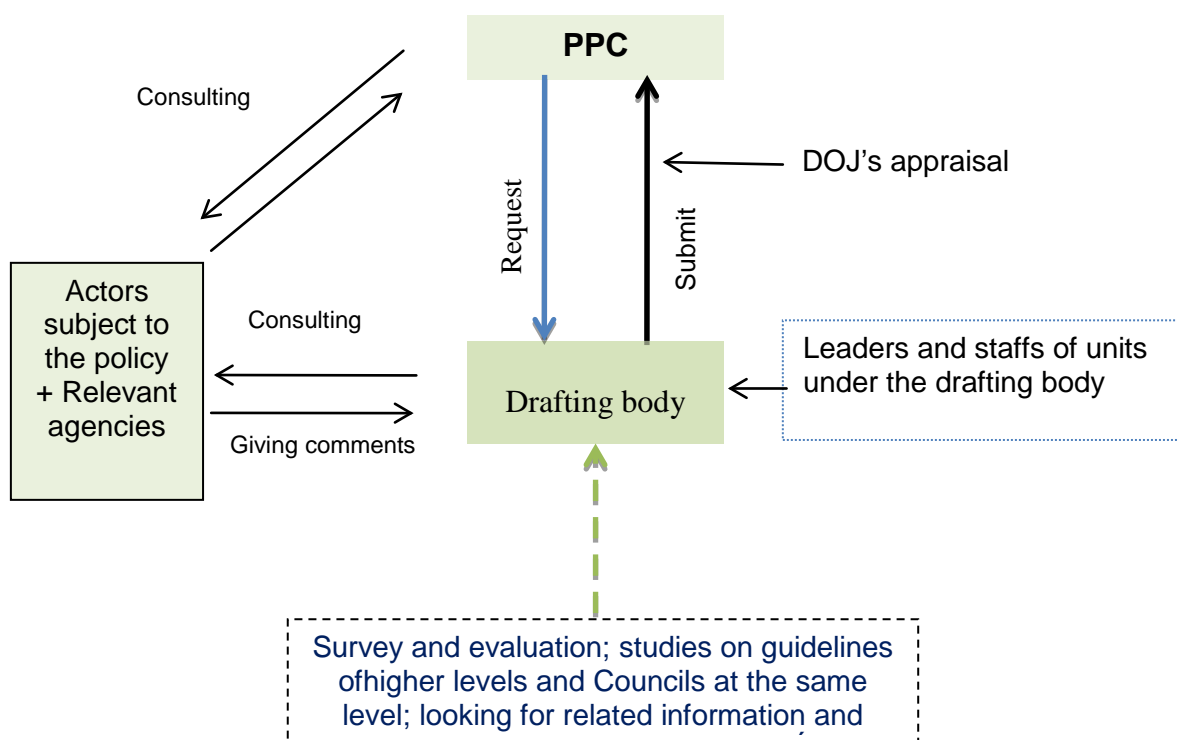 PPC
Consulting
DOJ's appraisal
Request
Submit
Actors
subject to
the policy
+ Relevant
agencies
Consulting
Giving comments
Drafting body
Leaders and staffs of units
under the drafting body
Survey and evaluation; studies on guidelines
ofhigher levels and Councils at the same
level; looking for related information and